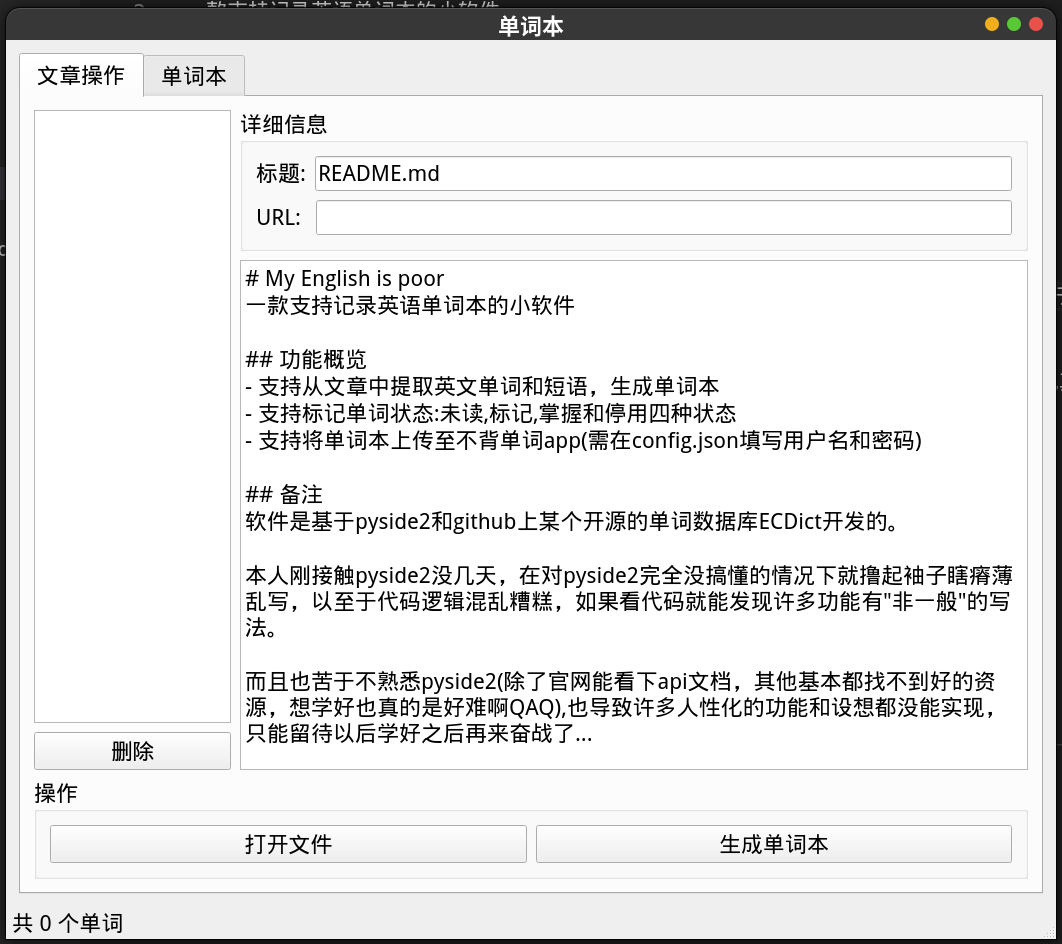 单词本
文章操作
单词本
详细信息
标题: README.md
URL:
# My English is poor
一款支持记录英语单词本的小软件
## 功能概览
- 支持从文章中提取英文单词和短语，生成单词本
- 支持标记单词状态:未读,标记,掌握和停用四种状态
- 支持将单词本上传至不背单词app(需在config.json填写用户名和密码)
## 备注
软件是基于pyside2和github上某个开源的单词数据库ECDict开发的。
本人刚接触pyside2没几天，在对pyside2完全没搞懂的情况下就撸起袖子瞎瘠薄
乱写，以至于代码逻辑混乱糟糕，如果看代码就能发现许多功能有"非一般"的写
法。
而且也苦于不熟悉pyside2(除了官网能看下api文档，其他基本都找不到好的资
源，想学好也真的是好难啊QAQ),也导致许多人性化的功能和设想都没能实现，
只能留待以后学好之后再来奋战了...
删除
操作
打开文件
生成单词本
共 0 个单词